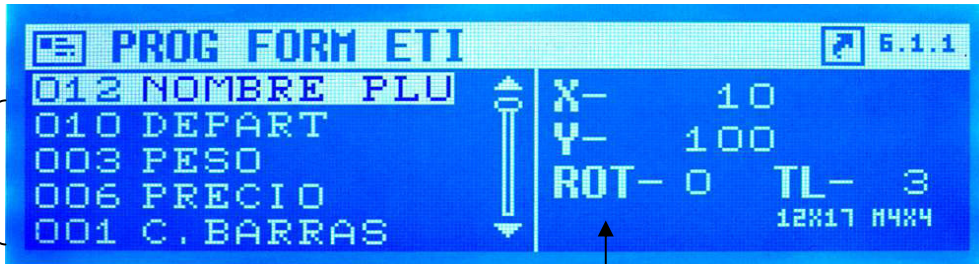 PROG FORM ETI
6.1.1
012 NOMBRE PLU
010 DEPART
003 PESO
006 PRECIO
001 C.BARRAS
X- 10
Y- 100
ROT- 0 TL- 3
12X17 M4X4